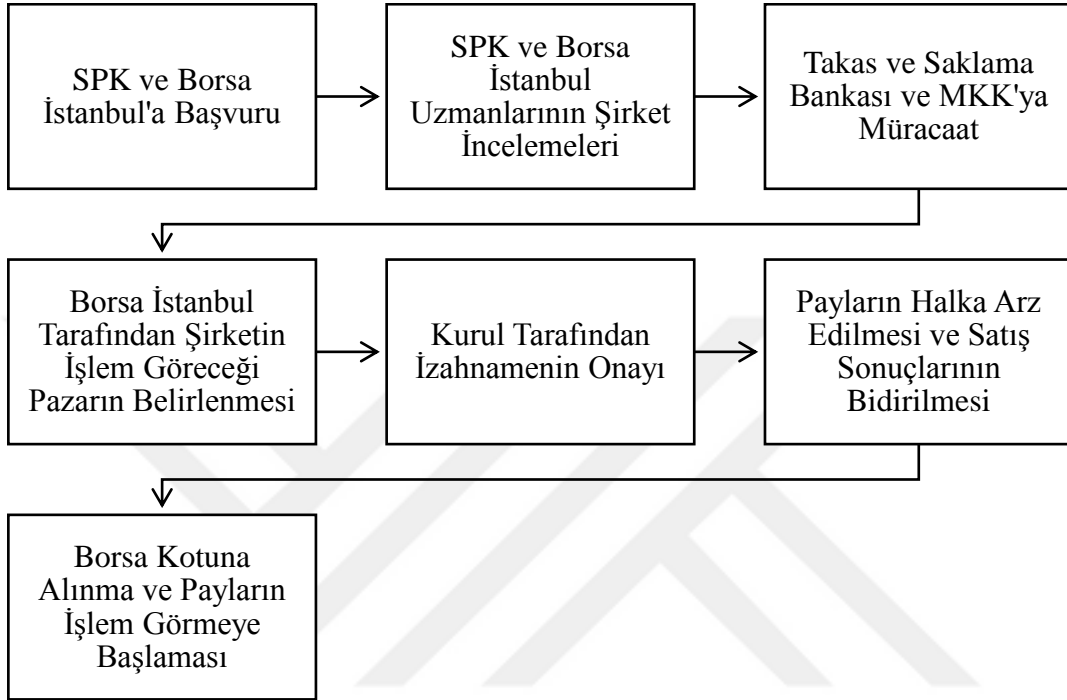 SPK ve Borsa
İstanbul'a Başvuru
SPK ve Borsa
İstanbul
Uzmanlarının Şirket
İncelemeleri
Takas ve Saklama
Bankası ve MKK'ya
Müracaat
Borsa İstanbul
Tarafından Şirketin
İşlem Göreceği
Pazarın Belirlenmesi
Kurul Tarafından
İzahnamenin Onayı
Payların Halka Arz
Edilmesi ve Satış
Sonuçlarının
Bidirilmesi
Borsa Kotuna
Alınma ve Payların
İşlem Görmeye
Başlaması